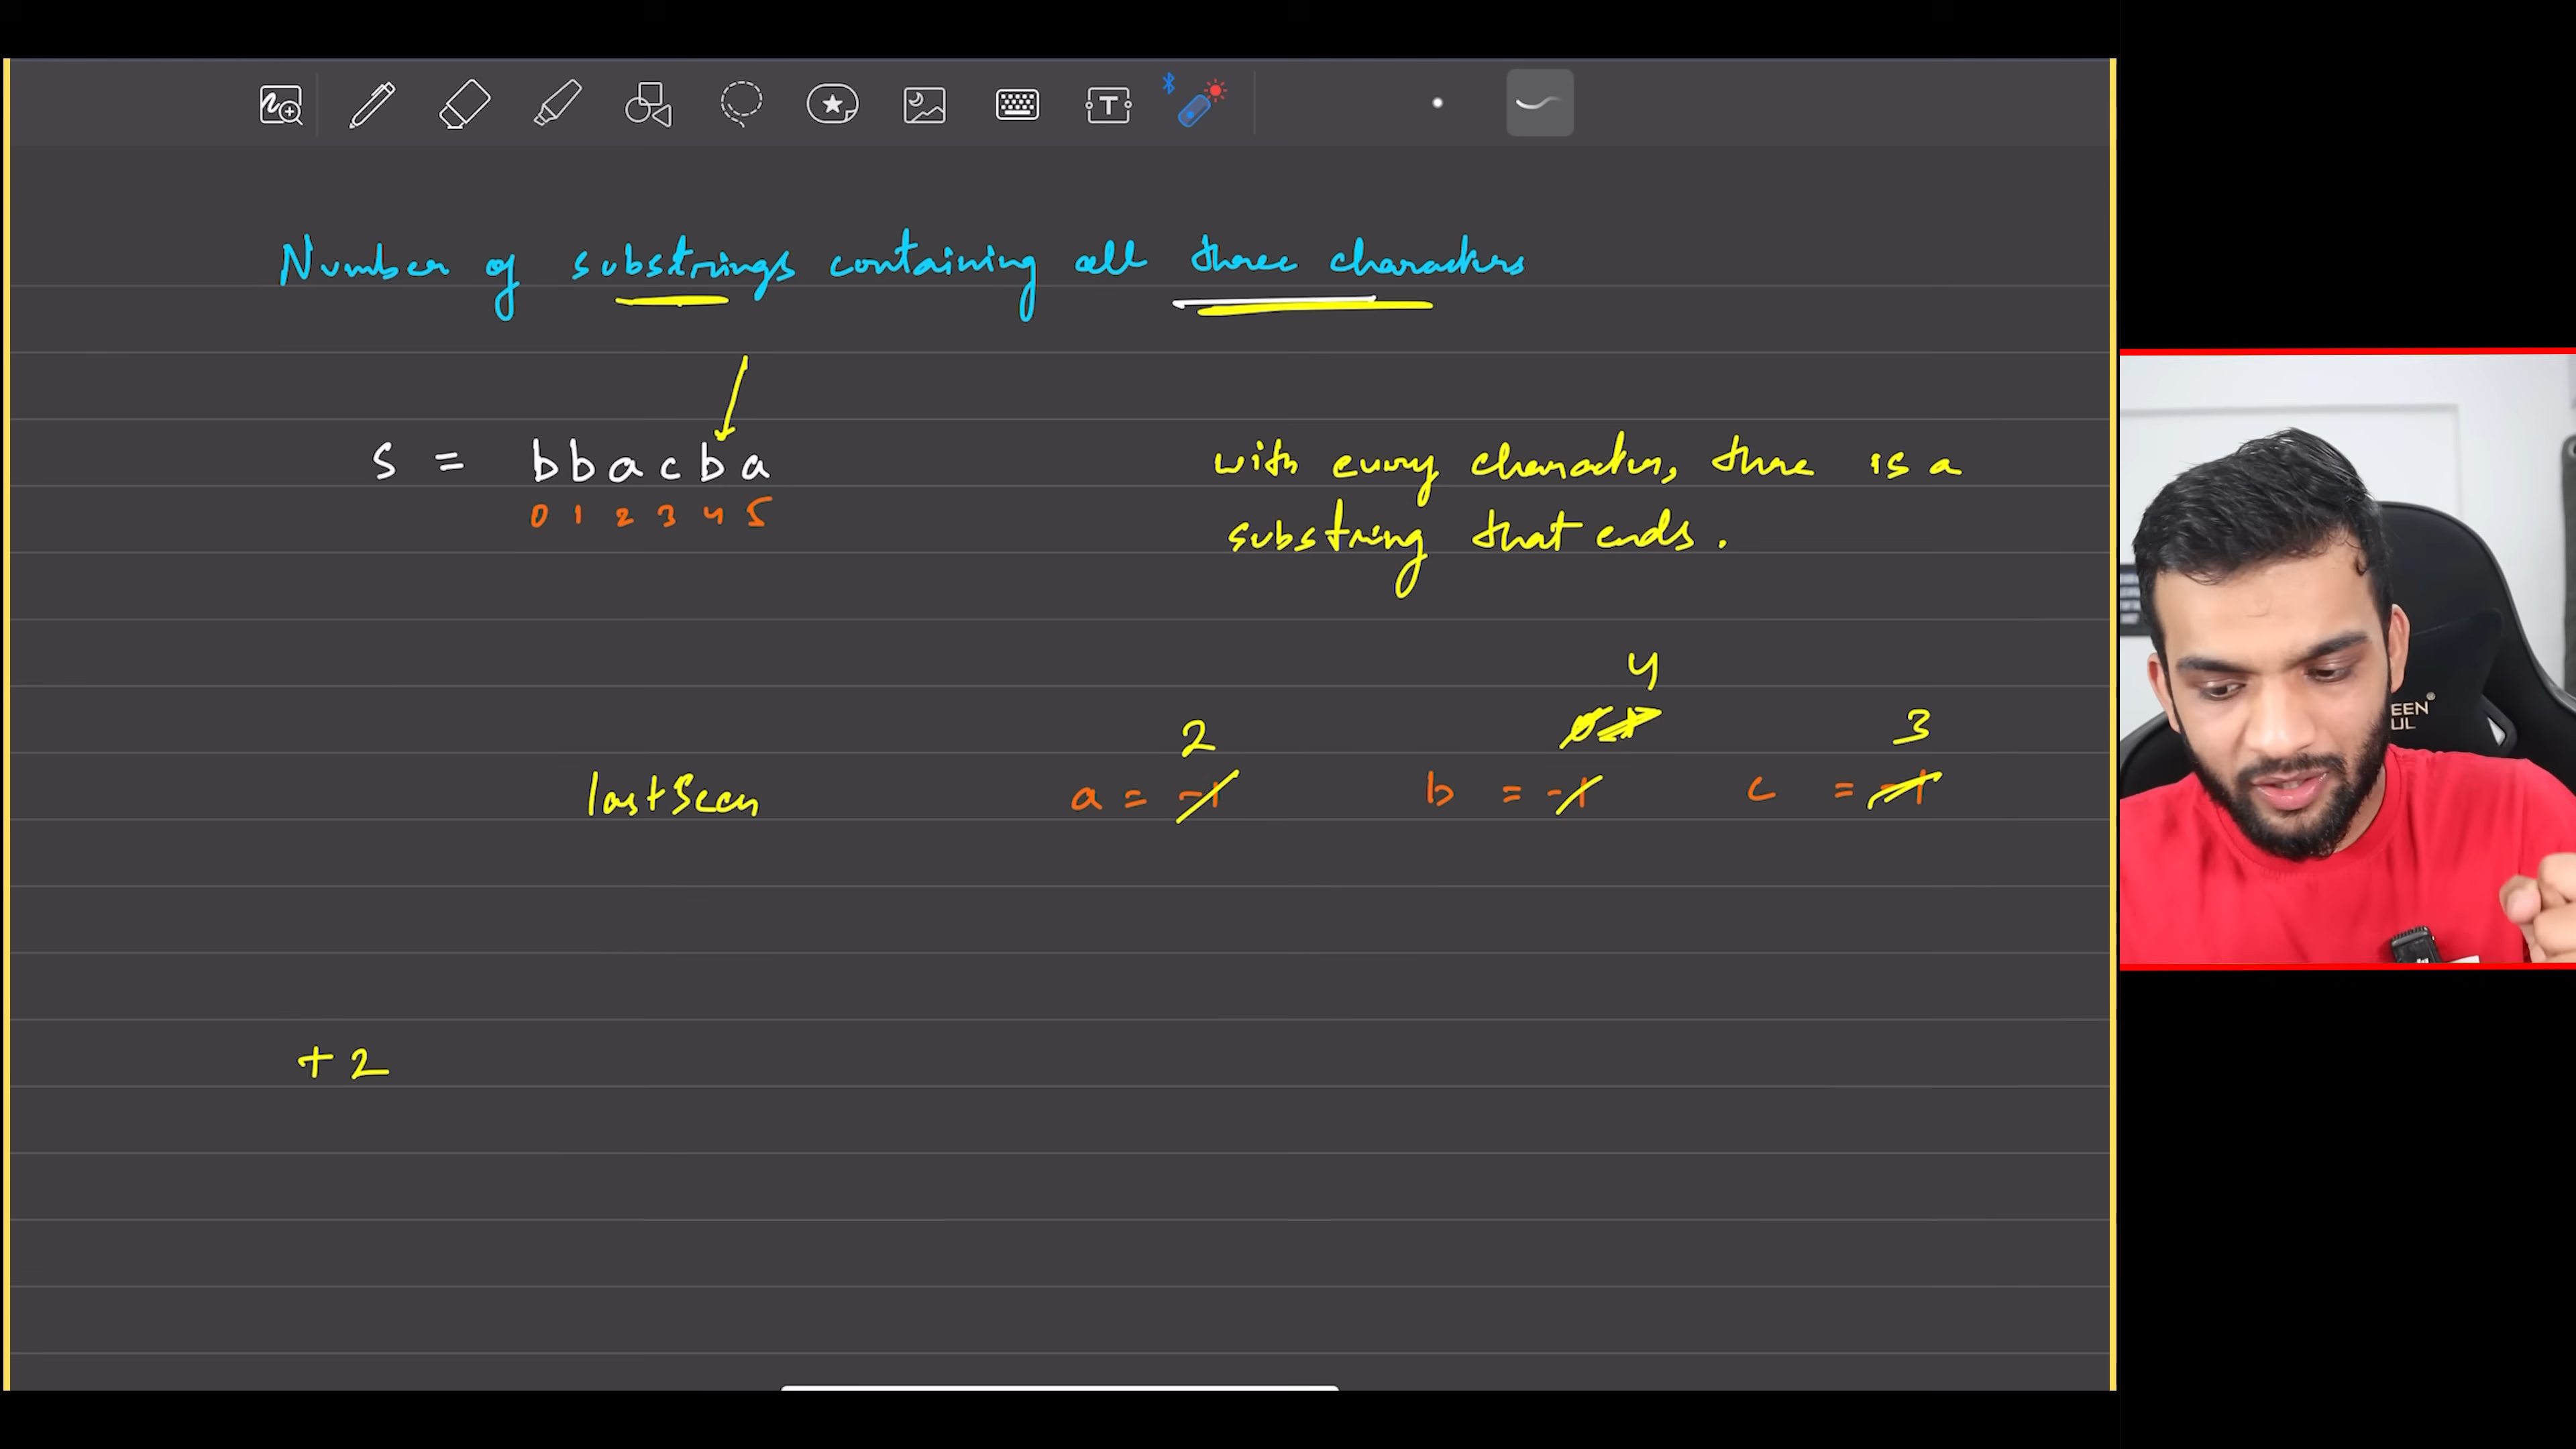 Number of substrings containing all three characters
S = b b a c b a
0 1 2 3 4 5
with every character, there is a
substring that ends.
4
2
3
lastSeen a = -1 b = -1 c = -1
+ 2